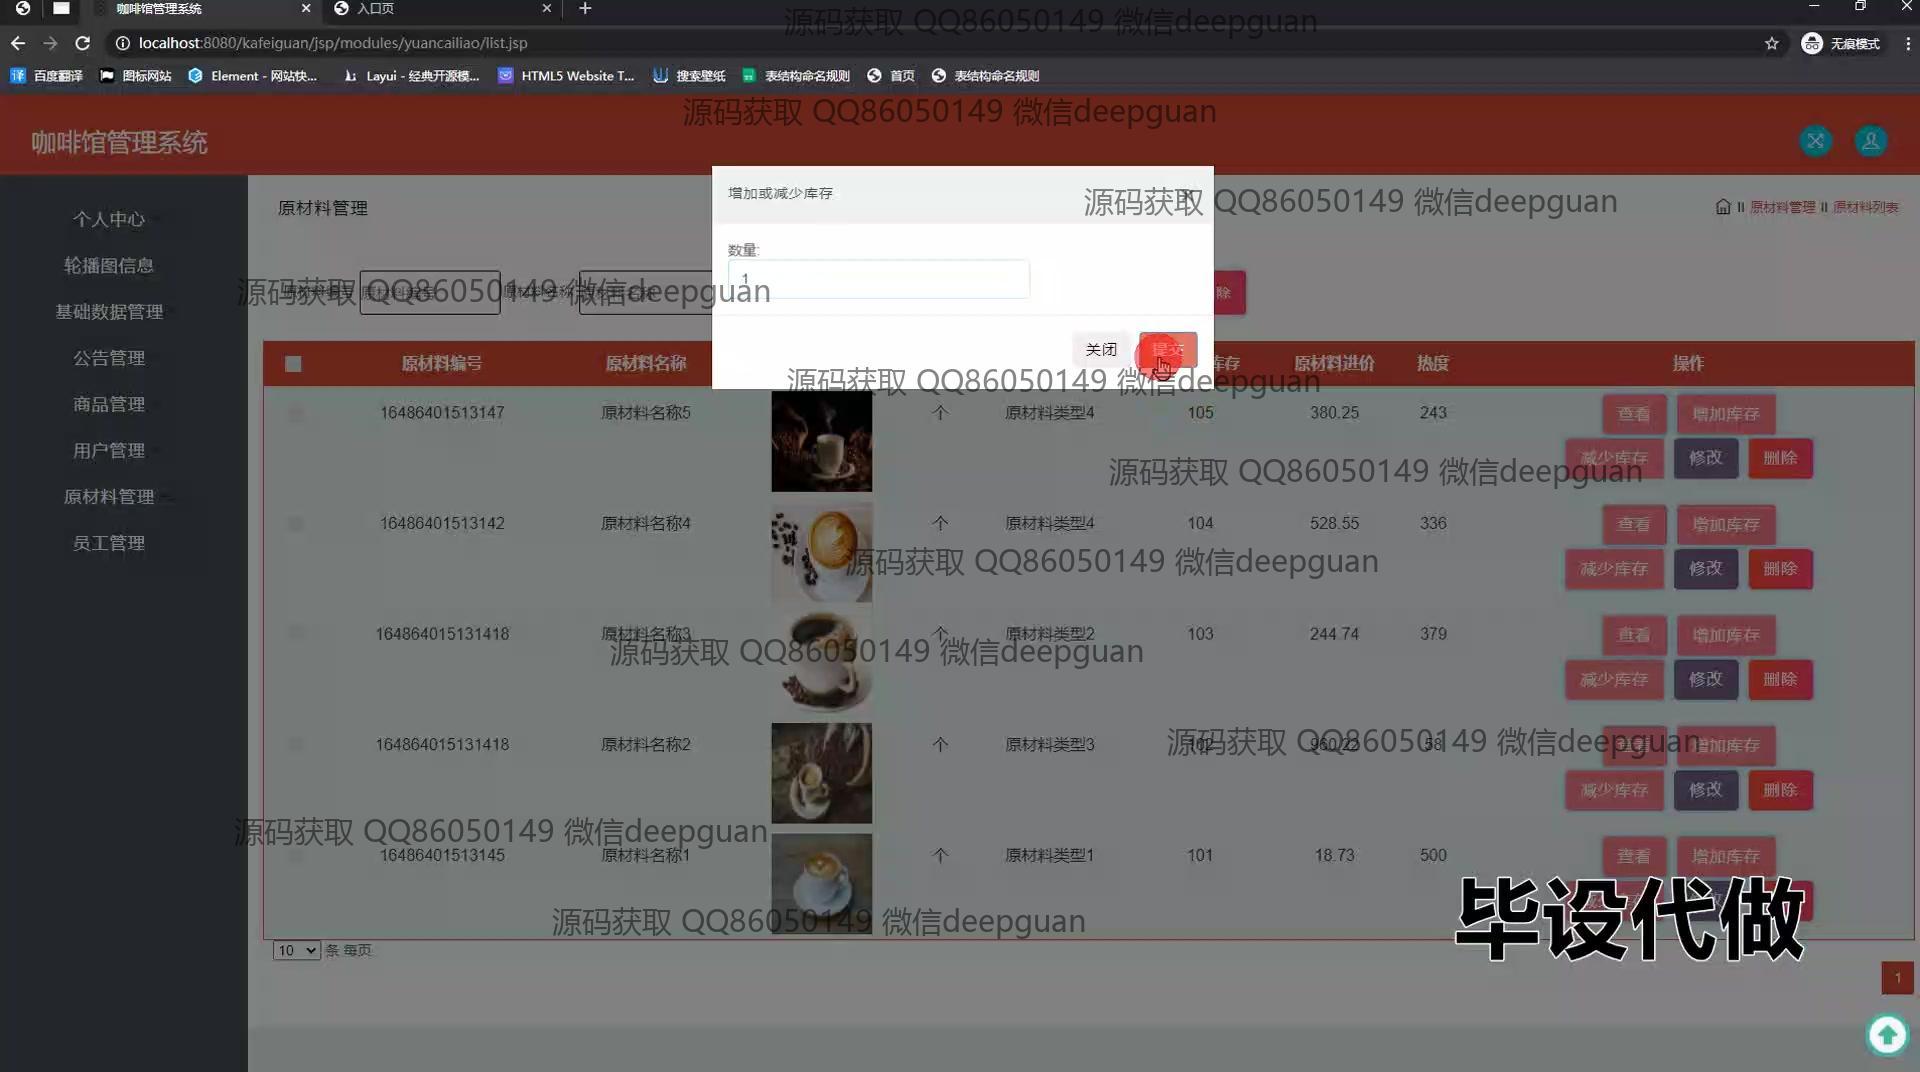 咖啡馆管理系统
入口页
localhost:8080/kafeiguan/jsp/modules/yuancailiao/list.jsp
无痕模式
百度翻译 图标网站 Element - 网站快... Layui - 经典开源模... HTML5 Website T... 搜索壁纸 表结构命名规则 首页 表结构命名规则
源码获取 QQ86050149 微信deepguan
源码获取 QQ86050149 微信deepguan
咖啡馆管理系统
增加或减少库存
源码获取 QQ86050149 微信deepguan
原材料管理
原材料管理 原材料列表
个人中心
轮播图信息
基础数据管理
公告管理
商品管理
用户管理
原材料管理
员工管理
数量:
1
源码获取 QQ86050149 微信deepguan
除
关闭 提交
原材料编号 原材料名称 库存 原材料进价 热度 操作
源码获取 QQ86050149 微信deepguan
16486401513147 原材料名称5 个 原材料类型4 105 380.25 243 查看 增加库存
减少库存 修改 删除
源码获取 QQ86050149 微信deepguan
16486401513142 原材料名称4 个 原材料类型4 104 528.55 336 查看 增加库存
减少库存 修改 删除
源码获取 QQ86050149 微信deepguan
164864015131418 原材料名称3 个 原材料类型2 103 244.74 379 查看 增加库存
减少库存 修改 删除
源码获取 QQ86050149 微信deepguan
164864015131418 原材料名称2 个 原材料类型3 102 960.22 58 查看 增加库存
减少库存 修改 删除
源码获取 QQ86050149 微信deepguan
源码获取 QQ86050149 微信deepguan
16486401513145 原材料名称1 个 原材料类型1 101 18.73 500 查看 增加库存
源码获取 QQ86050149 微信deepguan
毕设代做
10 条 每页
1